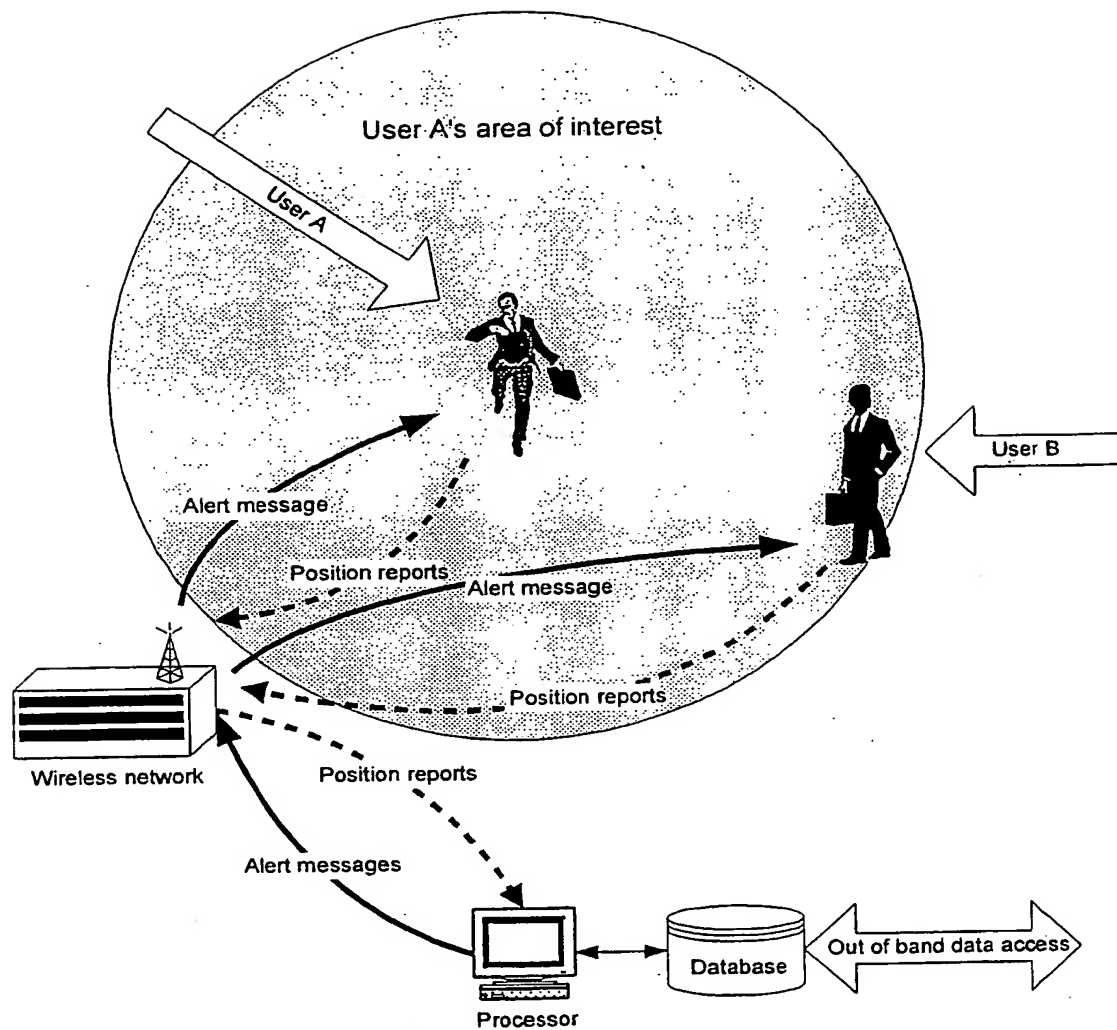 User A's area of interest
User A
User B
Alert message
Position reports
Alert message
Position reports
Wireless network
Position reports
Alert messages
Out of band data access
Database
Processor